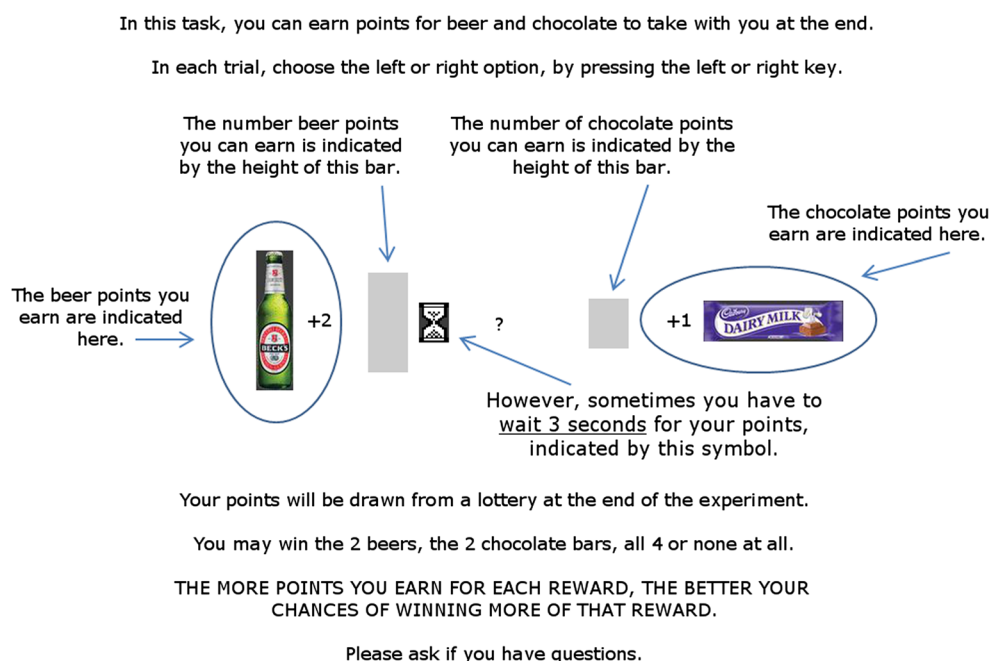 In this task, you can earn points for beer and chocolate to take with you at the end.
In each trial, choose the left or right option, by pressing the left or right key.
The number beer points
you can earn is indicated
by the height of this bar.
The number of chocolate points
you can earn is indicated by the
height of this bar.
The chocolate points you
earn are indicated here.
The beer points you
earn are indicated
here.
BECK'S
+2
?
+1
Cadbury
DAIRY MILK
However, sometimes you have to
wait 3 seconds for your points,
indicated by this symbol.
Your points will be drawn from a lottery at the end of the experiment.
You may win the 2 beers, the 2 chocolate bars, all 4 or none at all.
THE MORE POINTS YOU EARN FOR EACH REWARD, THE BETTER YOUR
CHANCES OF WINNING MORE OF THAT REWARD.
Please ask if you have questions.